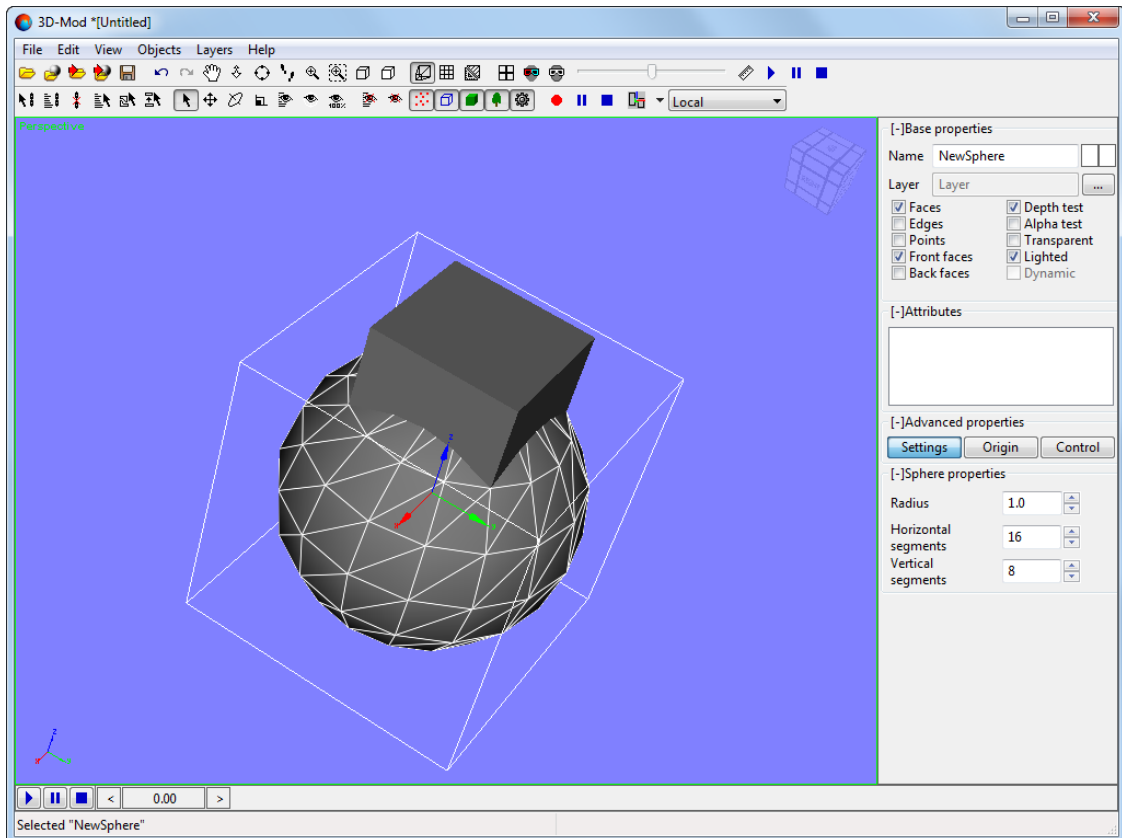 3D-Mod *[Untitled]
File Edit View Objects Layers Help
100%
Local
Perspective
RIGHT
z
x
y
z
x
y
[-]Base properties
Name NewSphere
Layer Layer ...
Faces Depth test
Edges Alpha test
Points Transparent
Front faces Lighted
Back faces Dynamic
[-]Attributes
[-]Advanced properties
Settings Origin Control
[-]Sphere properties
Radius 1.0
Horizontal
segments 16
Vertical
segments 8
< 0.00 >
Selected "NewSphere"